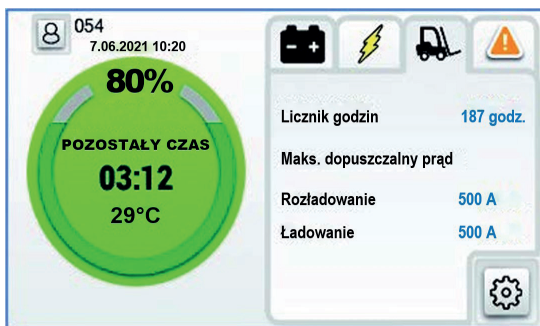 054
7.06.2021 10:20
80%
POZOSTAŁY CZAS
03:12
29°C
Licznik godzin 187 godz.
Maks. dopuszczalny prąd
Rozładowanie 500 A
Ładowanie 500 A